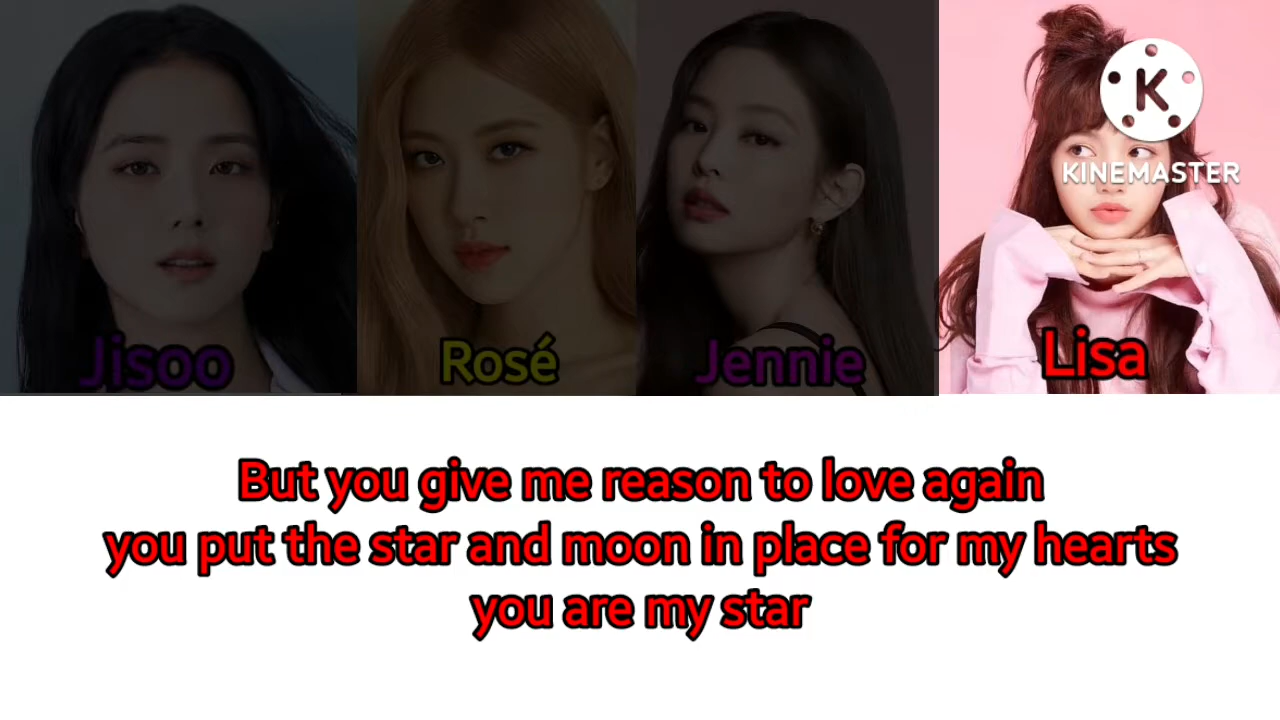 K
KINEMASTER
Jisoo
Rosé
Jennie
Lisa
But you give me reason to love again
you put the star and moon in place for my hearts
you are my star